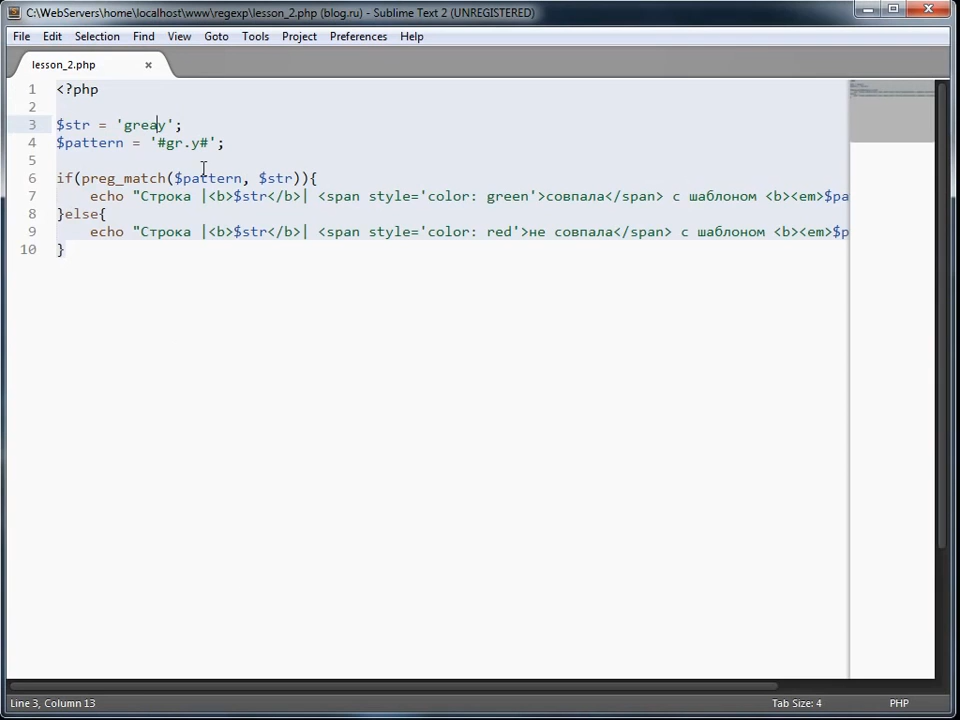 C:\WebServers\home\localhost\www\regexp\lesson_2.php (blog.ru) - Sublime Text 2 (UNREGISTERED)
File Edit Selection Find View Goto Tools Project Preferences Help
lesson_2.php ×
1 <?php
2
3 $str = 'greay';
4 $pattern = '#gr.y#';
5
6 if(preg_match($pattern, $str)){
7 echo "Строка |<b>$str</b>| <span style='color: green'>совпала</span> с шаблоном <b><em>$pa
8 }else{
9 echo "Строка |<b>$str</b>| <span style='color: red'>не совпала</span> с шаблоном <b><em>$p
10 }
Line 3, Column 13 Tab Size: 4 PHP